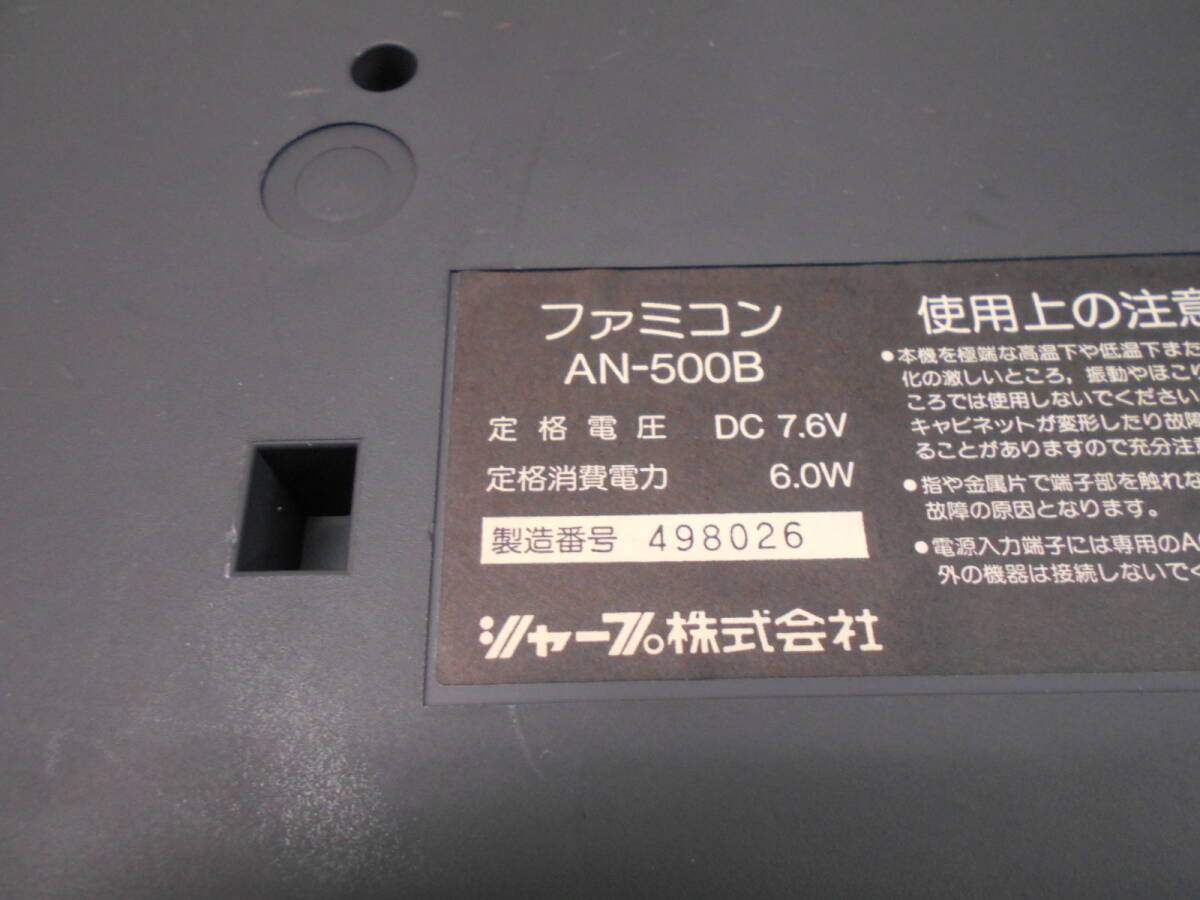 ファミコン
AN-500B
定格電圧 DC 7.6V
定格消費電力 6.0W
製造番号 498026
シャープ株式会社
使用上の注意
●本機を極端な高温下や低温下また
化の激しいところ，振動やほこり
ころでは使用しないでください
キャビネットが変形したり故障
ることがありますので充分注意
●指や金属片で端子部を触れな
故障の原因となります。
●電源入力端子には専用のA
外の機器は接続しないでく